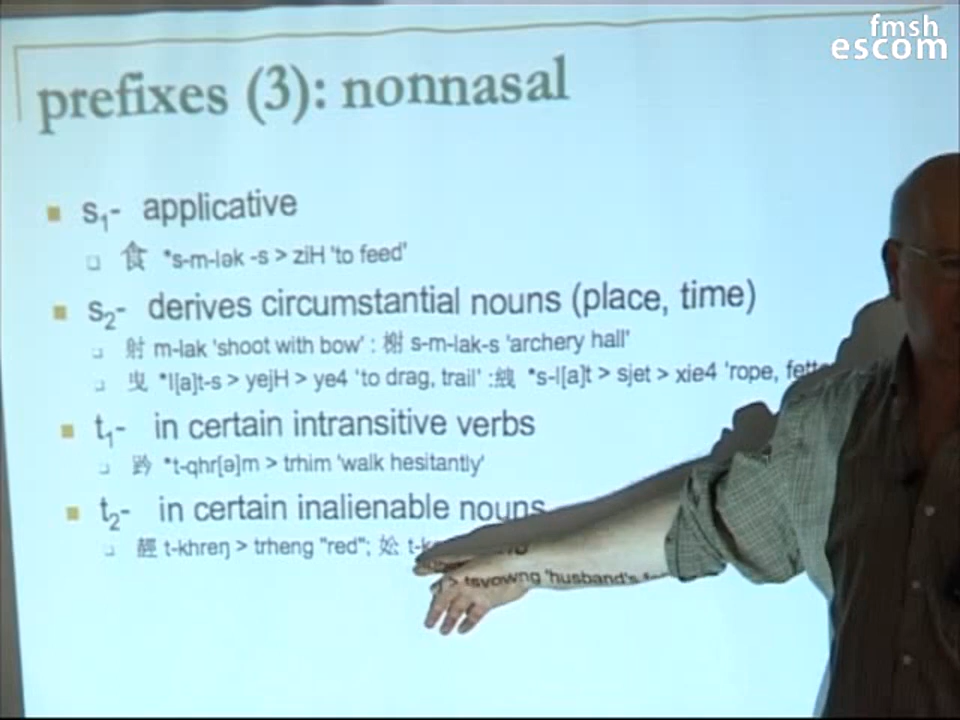 fmsh
escom
prefixes (3): nonnasal
s₁- applicative
食 *s-m-lək -s > ziH 'to feed'
s₂- derives circumstantial nouns (place, time)
射 m-lak 'shoot with bow' : 榭 s-m-lak-s 'archery hall'
曳 *l[a]t-s > yejH > ye4 'to drag, trail' :絏 *s-l[a]t > sjet > xie4 'rope,
t₁- in certain intransitive verbs
*t-qhr[ə]m > trhim 'walk hesitantly'
t₂- in certain inalienable nouns
t-khreŋ > trheng "red"; 妐
> tsyowng 'husband's